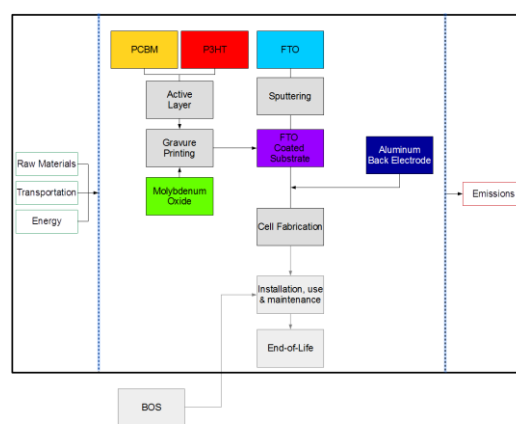 PCBM
P3HT
FTO
Active
Layer
Sputtering
Gravure
Printing
FTO
Coated
Substrate
Aluminum
Back Electrode
Raw Materials
Transportation
Energy
Molybdenum
Oxide
Emissions
Cell Fabrication
Installation, use
& maintenance
End-of-Life
BOS